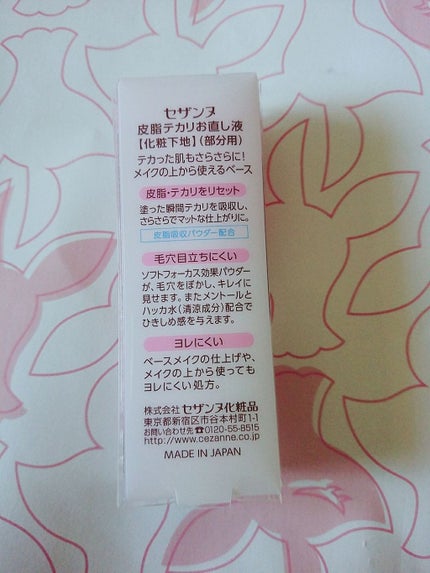 セザンヌ
皮脂テカリお直し液
【化粧下地】(部分用)
テカった肌もさらさらに!
メイクの上から使えるベース
皮脂・テカリをリセット
塗った瞬間テカリを吸収し、
さらさらでマットな仕上がりに。
皮脂吸収パウダー配合
毛穴目立ちにくい
ソフトフォーカス効果パウダー
が、毛穴をぼかし、キレイに
見せます。またメントールと
ハッカ水(清涼成分)配合で
ひきしめ感を与えます。
ヨレにくい
ベースメイクの仕上げや、
メイクの上から使っても
ヨレにくい処方。
株式会社 セザンヌ化粧品
東京都新宿区市谷本村町1-1
お問い合わせ先☎0120-55-8515
http://www.cezanne.co.jp
MADE IN JAPAN